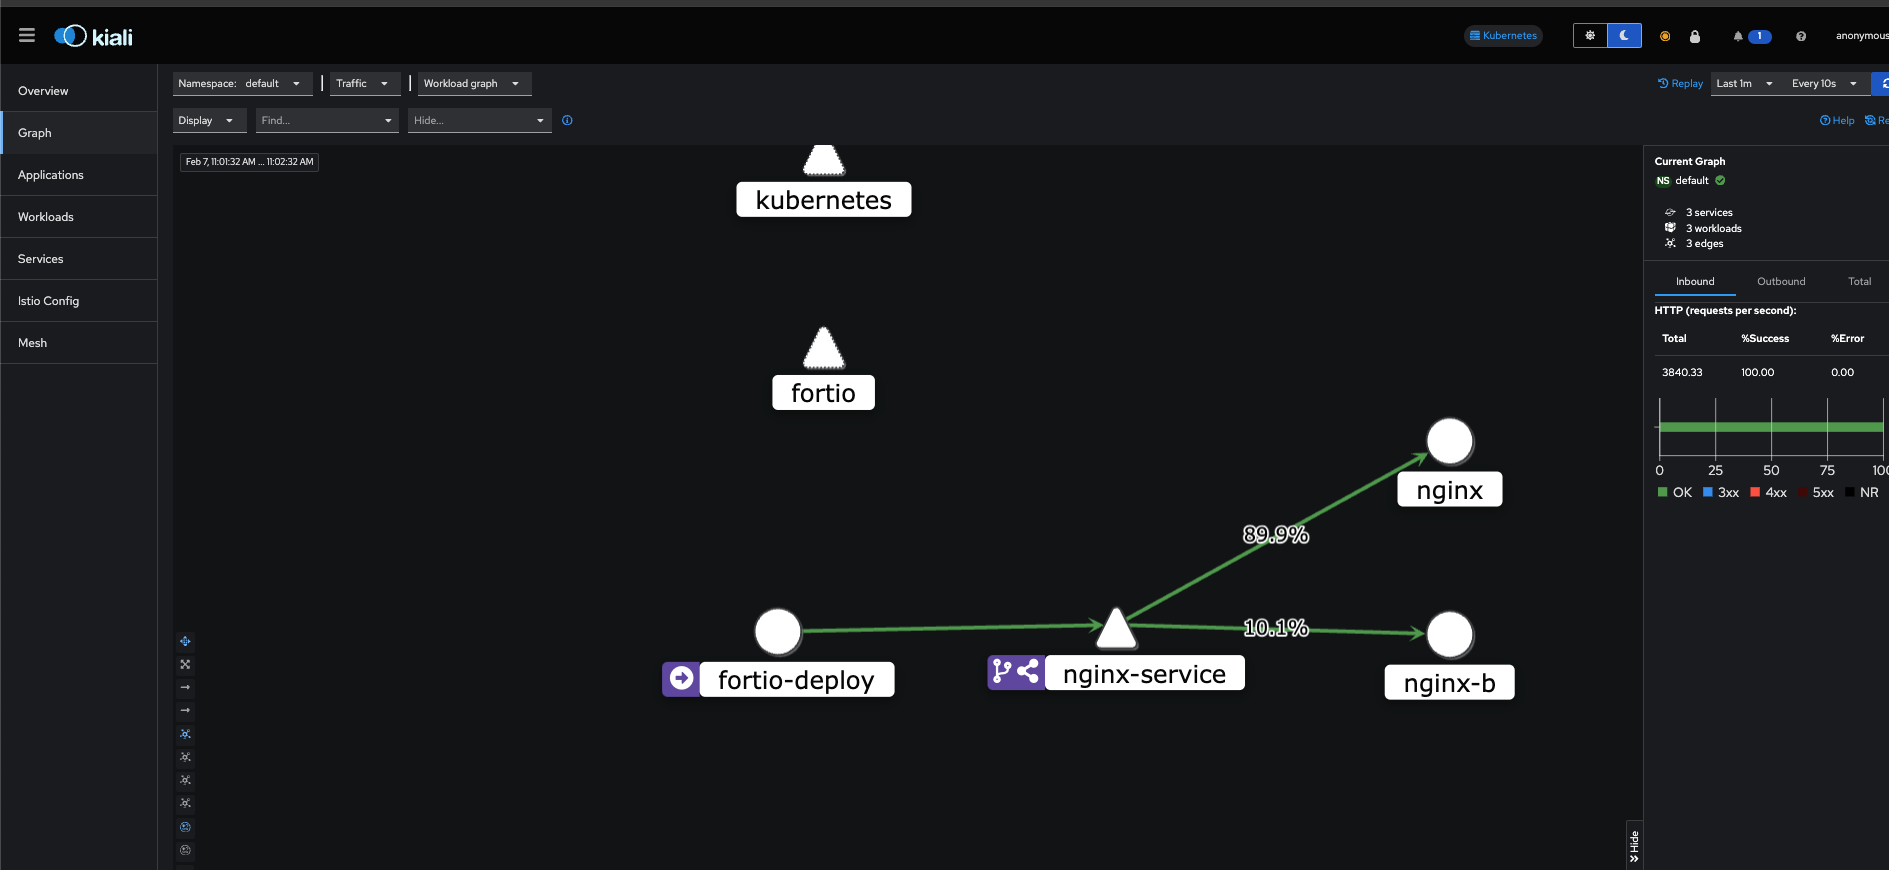 kiali
Kubernetes
1
anonymous
Overview
Graph
Applications
Workloads
Services
Istio Config
Mesh
Namespace: default
Traffic
Workload graph
Replay
Last 1m
Every 10s
Display
Find...
Hide...
Help
Re
Feb 7, 11:01:32 AM ... 11:02:32 AM
kubernetes
fortio
nginx
89.9%
10.1%
fortio-deploy
nginx-service
nginx-b
Hide
Current Graph
NS default
3 services
3 workloads
3 edges
Inbound Outbound Total
HTTP (requests per second):
Total %Success %Error
3840.33 100.00 0.00
0 25 50 75 100
OK 3xx 4xx 5xx NR